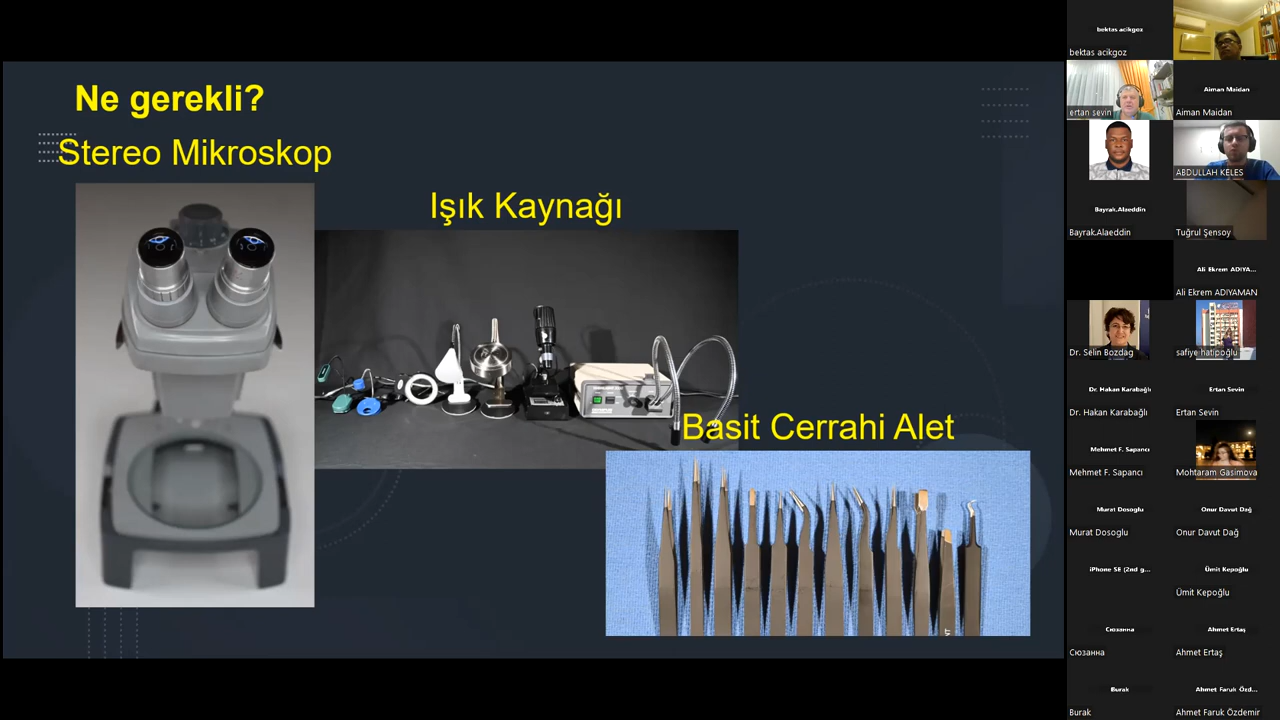 Ne gerekli?
Stereo Mikroskop
Işık Kaynağı
Basit Cerrahi Alet
bektas acikgoz
bektas acikgoz
ertan sevin
Aiman Maidan
Aiman Maidan
ABDULLAH KELES
Bayrak.Alaeddin
Bayrak.Alaeddin
Tuğrul Şensoy
Ali Ekrem ADIYA...
Ali Ekrem ADIYAMAN
Dr. Selin Bozdag
safiye hatipoğlu
Dr. Hakan Karabağlı
Dr. Hakan Karabağlı
Ertan Sevin
Ertan Sevin
Mehmet F. Sapancı
Mehmet F. Sapancı
Mohtaram Gasimova
Murat Dosoglu
Murat Dosoglu
Onur Davut Dağ
Onur Davut Dağ
iPhone SE (2nd g...
Ümit Kepoğlu
Ümit Kepoğlu
Сюзанна
Сюзанна
Ahmet Ertaş
Ahmet Ertaş
Burak
Burak
Ahmet Faruk Özd...
Ahmet Faruk Özdemir